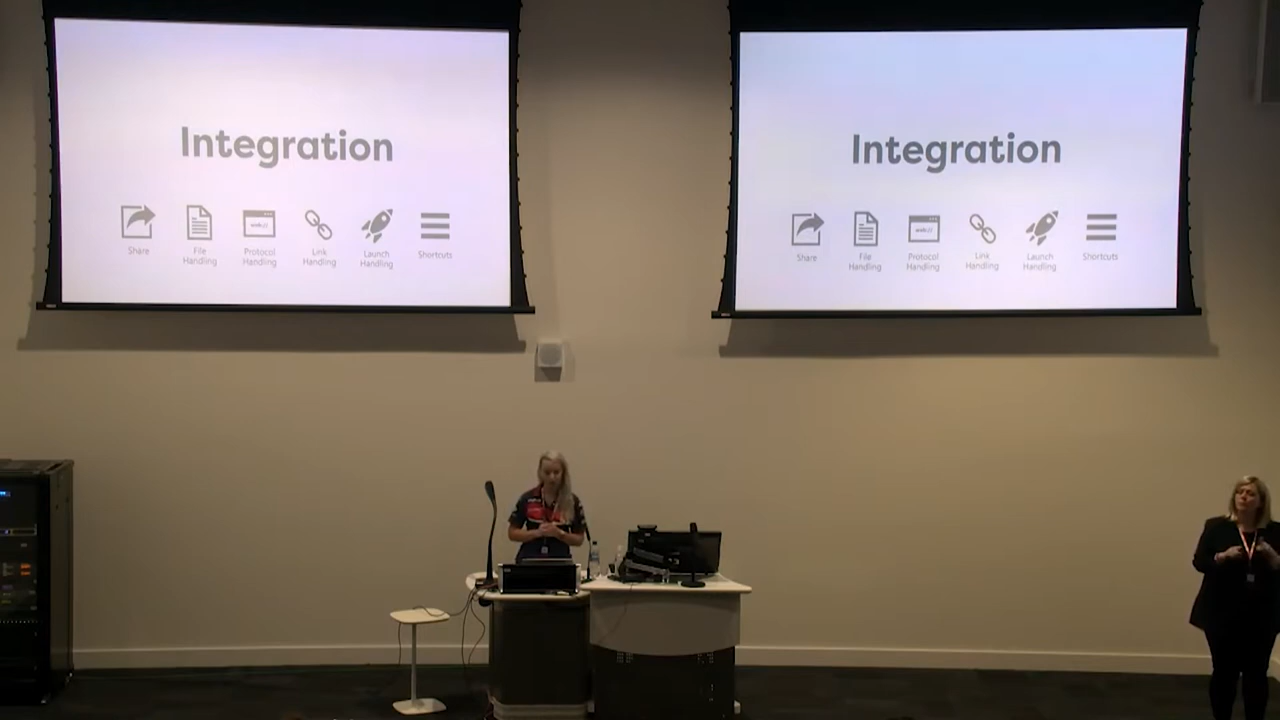 Integration
Share
File Handling
Protocol Handling
Link Handling
Launch Handling
Shortcuts
Integration
Share
File Handling
Protocol Handling
Link Handling
Launch Handling
Shortcuts